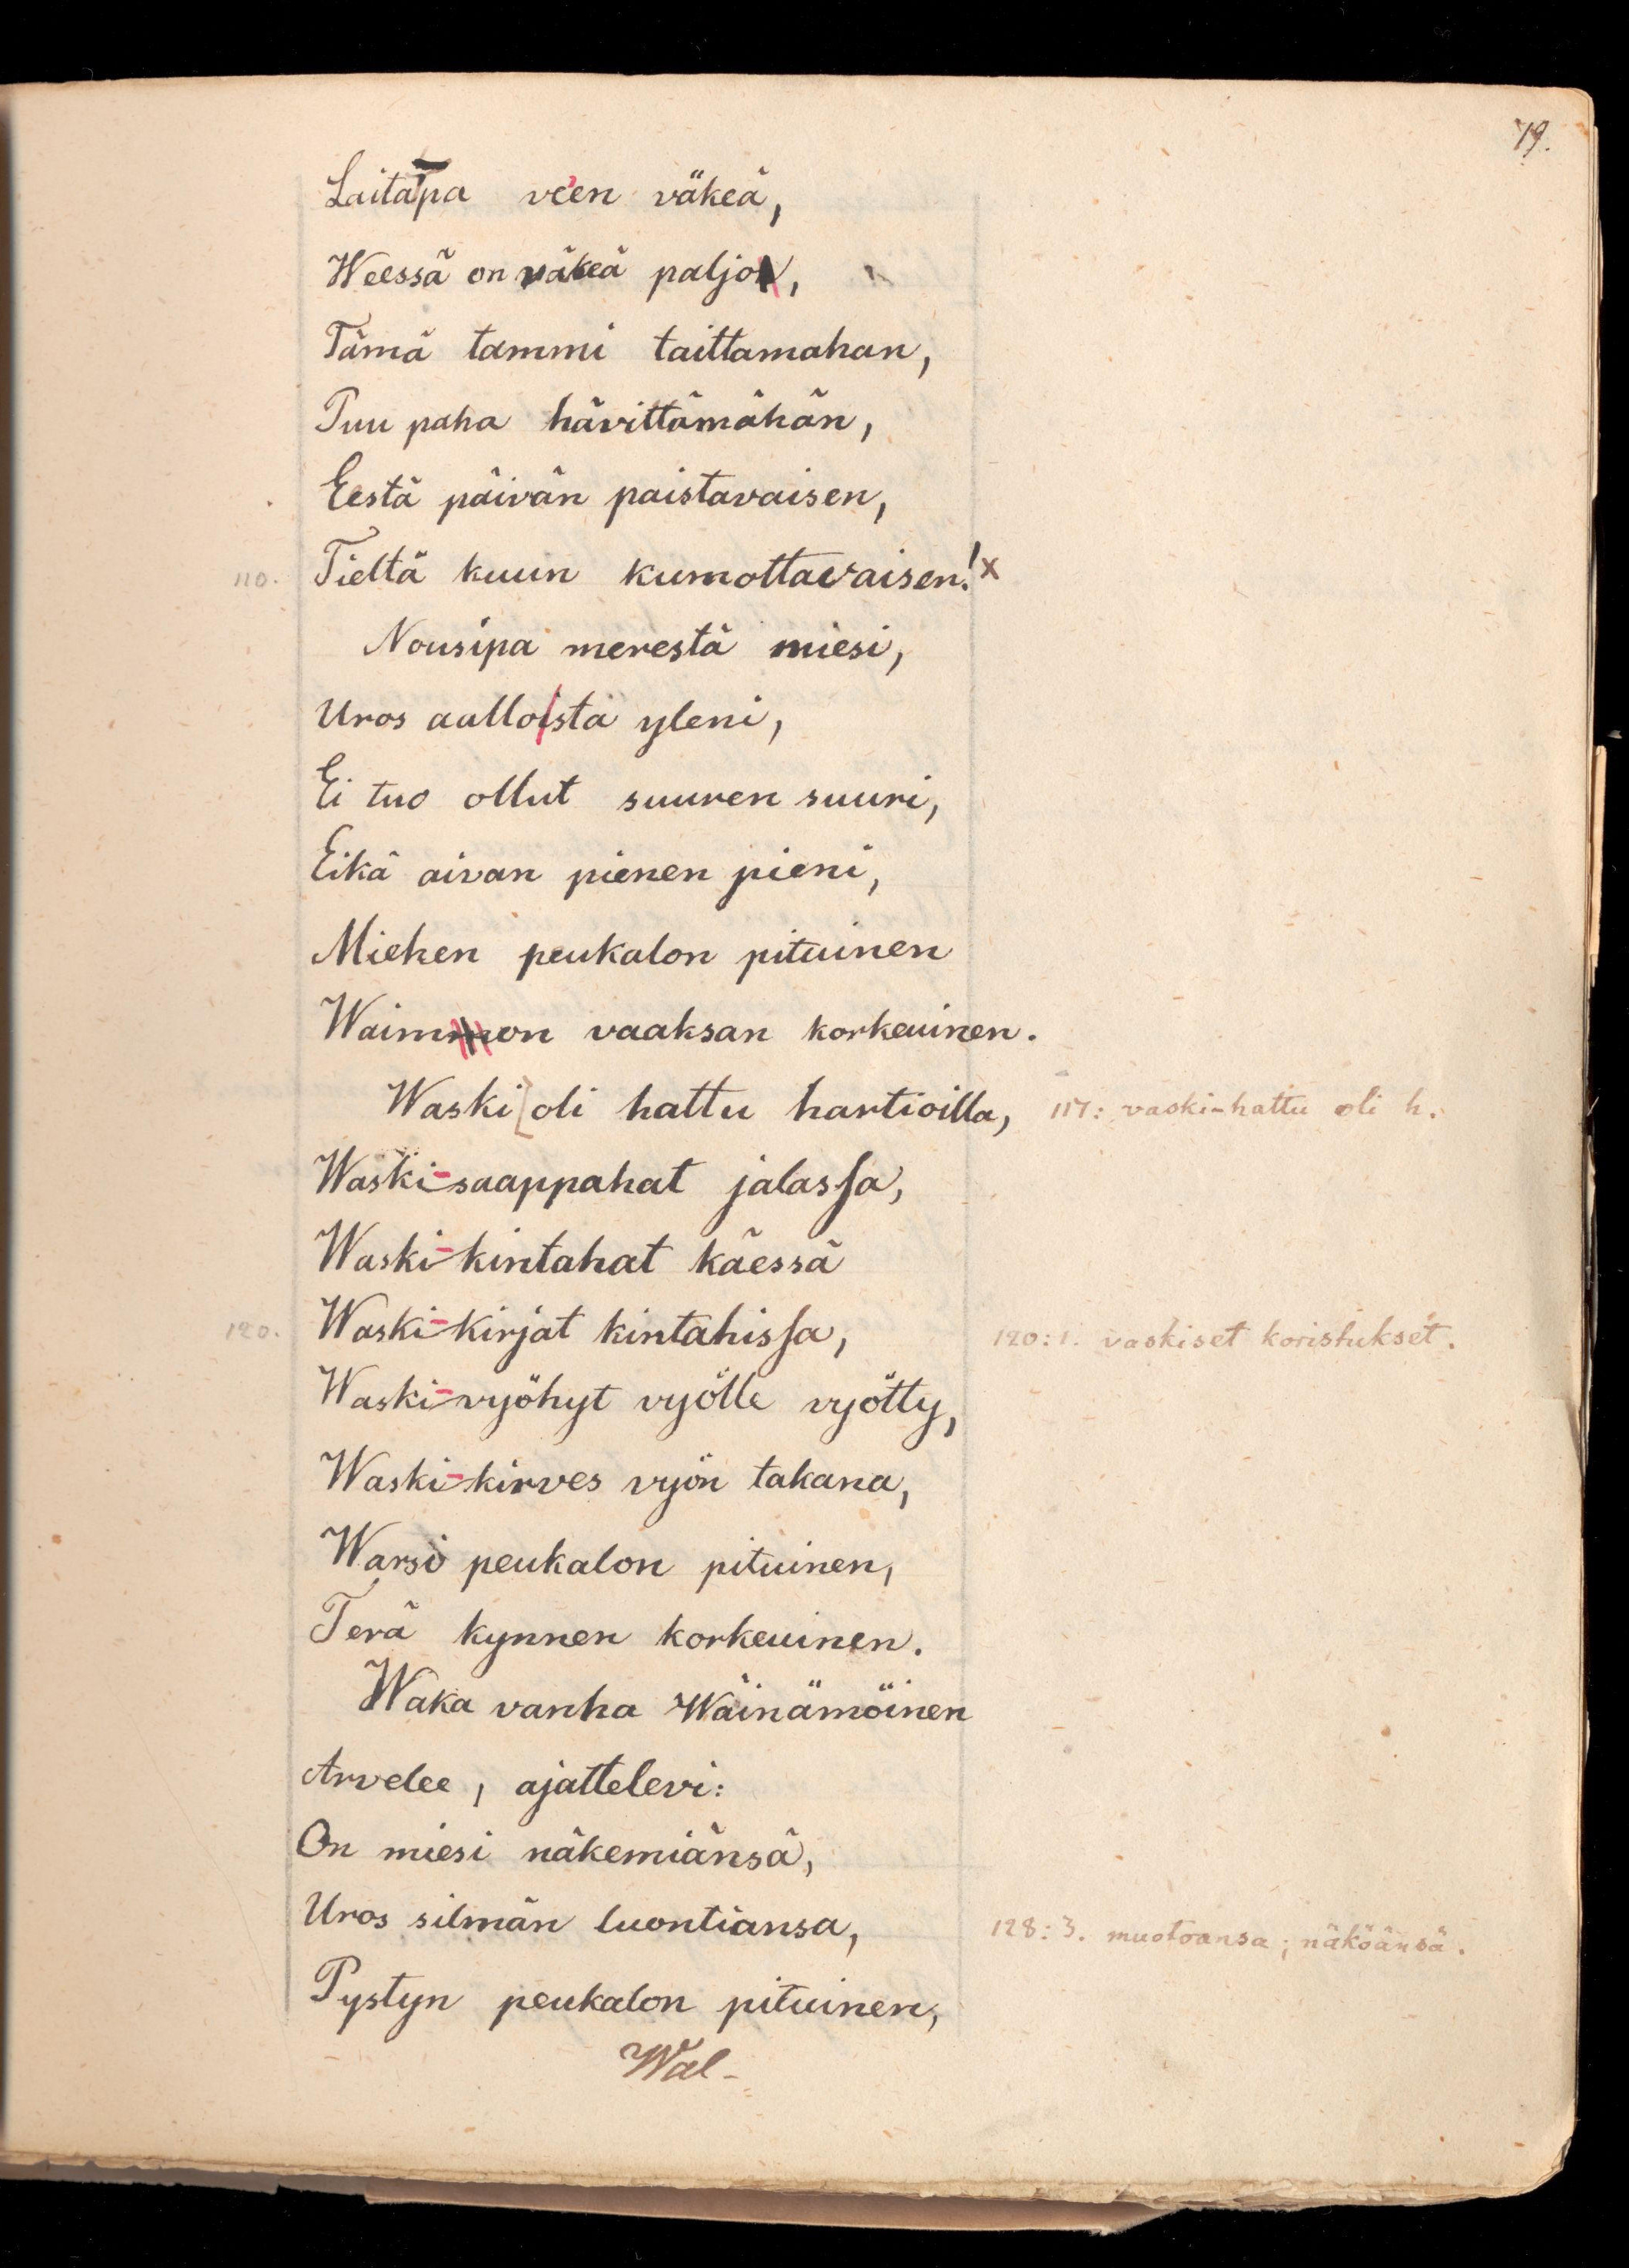 79.
Laitapa veen väkeä,
Weessä on väkeä paljo,
Tämä tammi taittamahan,
Puu paha hävittämähän,
Eestä päivän paistavaisen,
110. Tieltä kuun kumottavaisen! x
Nousipa merestä miesi,
Uros aallosta yleni,
Ei tuo ollut suuren suuri,
Eikä aivan pienen pieni,
Miehen peukalon pituinen
Waimon vaaksan korkeuinen.
Waski oli hattu hartioilla, 117: vaski-hattu oli h.
Waski-saappahat jalassa,
Waski-kintahat käessä
120. Waski-kirjat kintahissa, 120: 1. vaskiset koristukset.
Waski-vyöhyt vyölle vyötty,
Waski-kirves vyön takana,
Warsi peukalon pituinen,
Terä kynnen korkeuinen.
Waka vanha Wäinämöinen
Arvelee, ajattelevi:
On miesi näkemiänsä,
Uros silmän luontiansa, 128: 3. muotoansa; näköänsä.
Pystyn peukalon pituinen,
Wal-